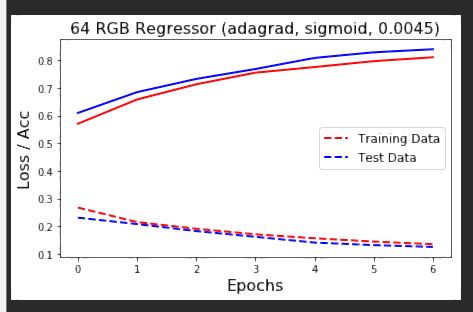 64 RGB Regressor (adagrad, sigmoid, 0.0045)
Loss / Acc
0.8
0.7
0.6
0.5
0.4
0.3
0.2
0.1
Training Data
Test Data
0 1 2 3 4 5 6
Epochs